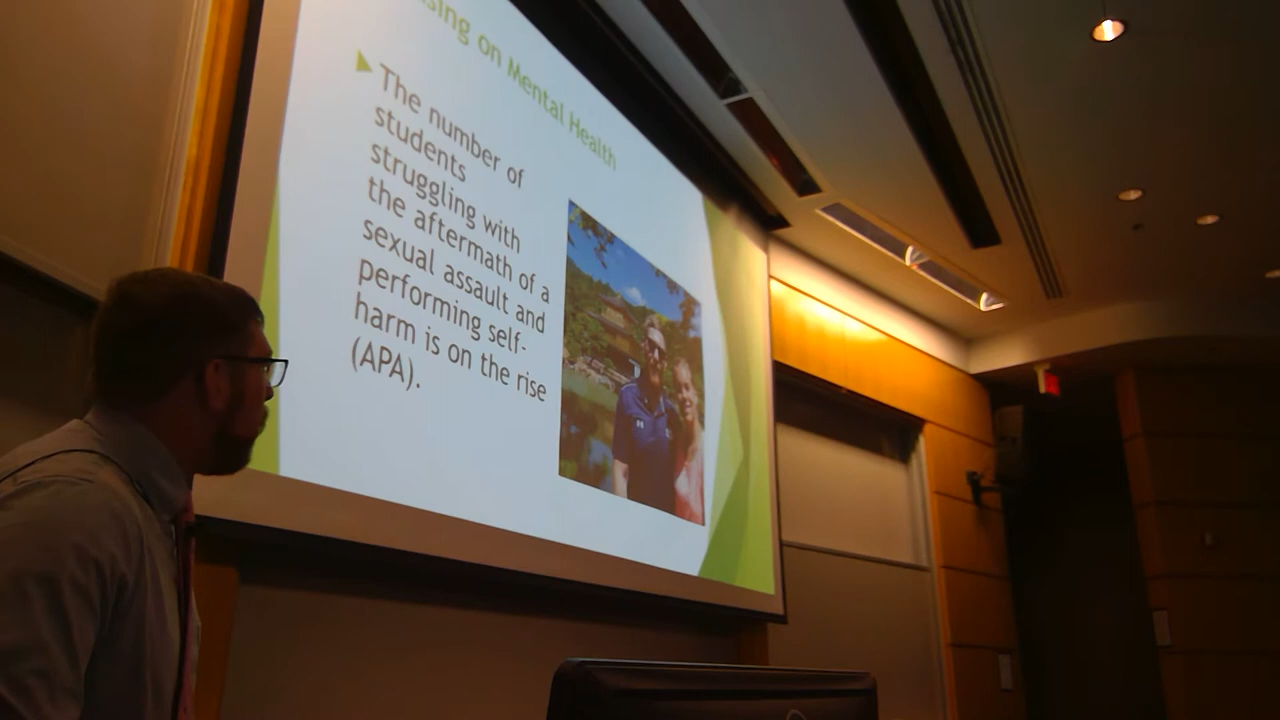 sing on Mental Health
The number of
students
struggling with
the aftermath of a
sexual assault and
performing self-
harm is on the rise
(APA).